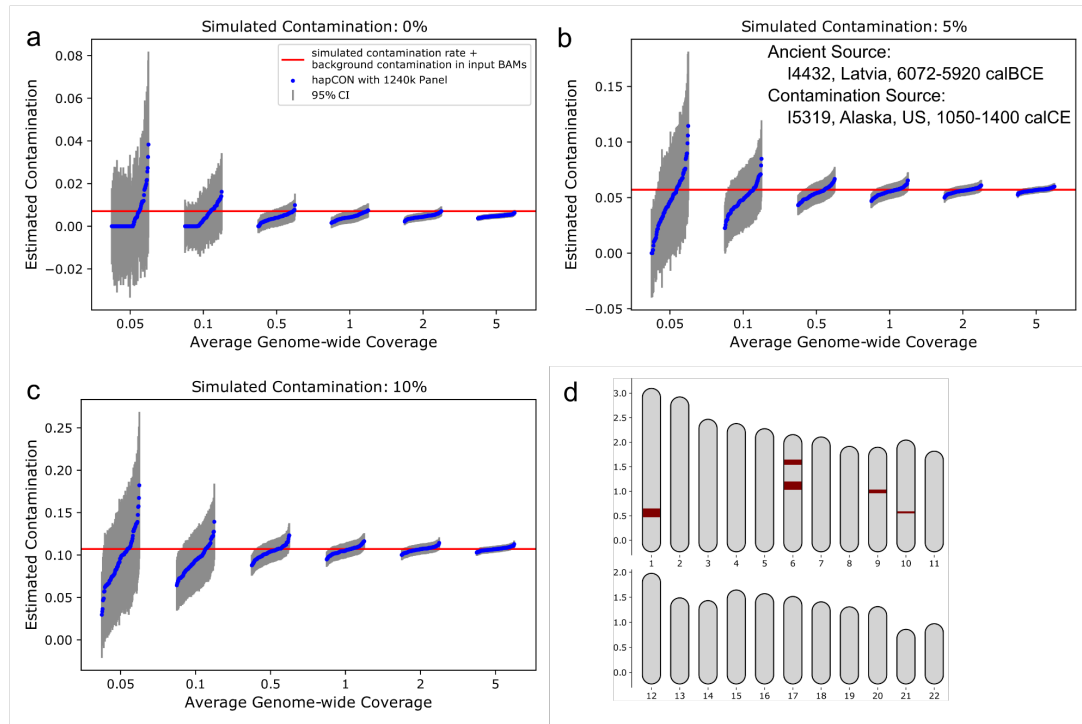 a
Simulated Contamination: 0%
simulated contamination rate +
background contamination in input BAMs
hapCON with 1240k Panel
95% CI
Estimated Contamination
0.08
0.06
0.04
0.02
0.00
−0.02
0.05 0.1 0.5 1 2 5
Average Genome-wide Coverage
b
Simulated Contamination: 5%
Ancient Source:
I4432, Latvia, 6072-5920 calBCE
Contamination Source:
I5319, Alaska, US, 1050-1400 calCE
Estimated Contamination
0.15
0.10
0.05
0.00
−0.05
0.05 0.1 0.5 1 2 5
Average Genome-wide Coverage
c
Simulated Contamination: 10%
Estimated Contamination
0.25
0.20
0.15
0.10
0.05
0.00
0.05 0.1 0.5 1 2 5
Average Genome-wide Coverage
d
3.0
2.5
2.0
1.5
1.0
0.5
0.0
1 2 3 4 5 6 7 8 9 10 11
2.0
1.5
1.0
0.5
0.0
12 13 14 15 16 17 18 19 20 21 22